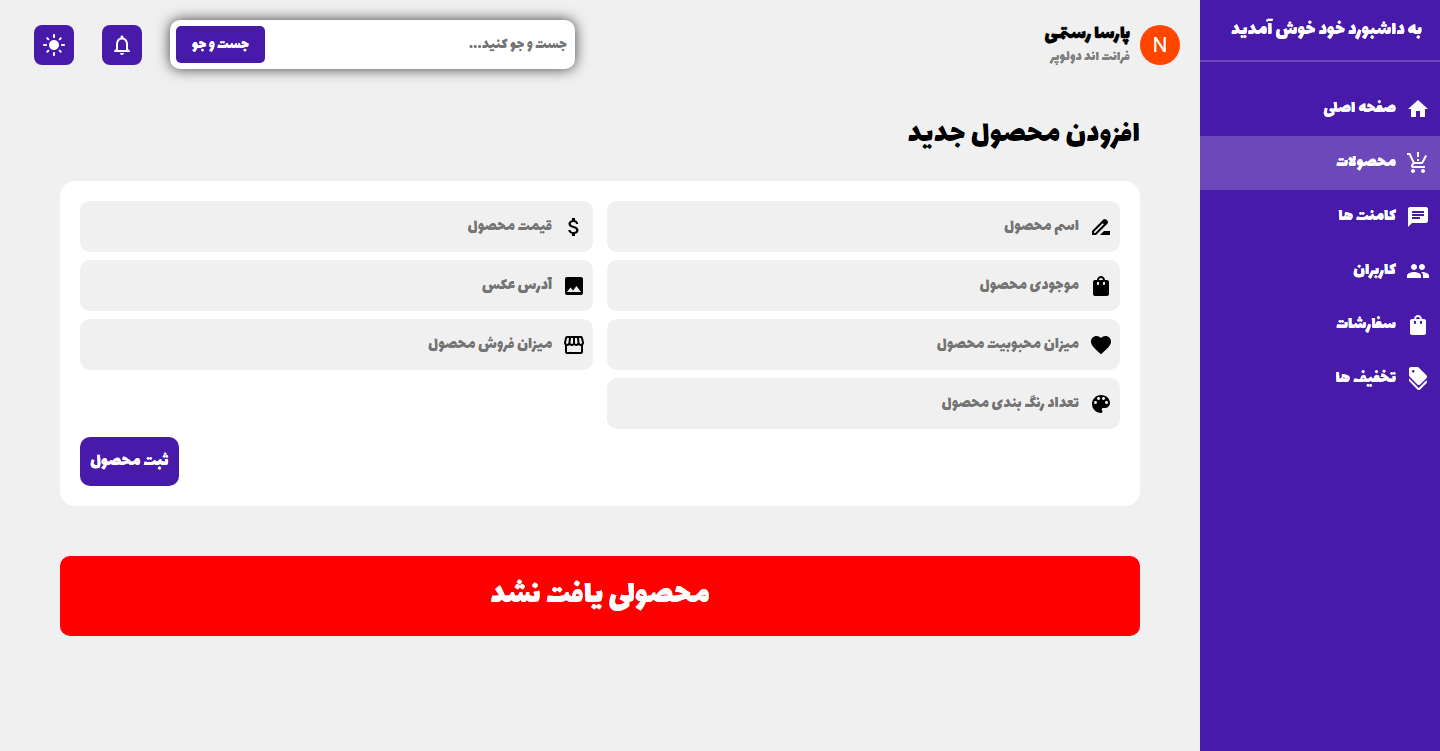 به داشبورد خود خوش آمدید
صفحه اصلی
محصولات
کامنت ها
کاربران
سفارشات
تخفیف ها
N
پارسا رستمی
فرانت اند دولوپر
جست و جو کنید...
جست و جو
افزودن محصول جدید
اسم محصول
قیمت محصول
موجودی محصول
آدرس عکس
میزان محبوبیت محصول
میزان فروش محصول
تعداد رنگ بندی محصول
ثبت محصول
محصولی یافت نشد